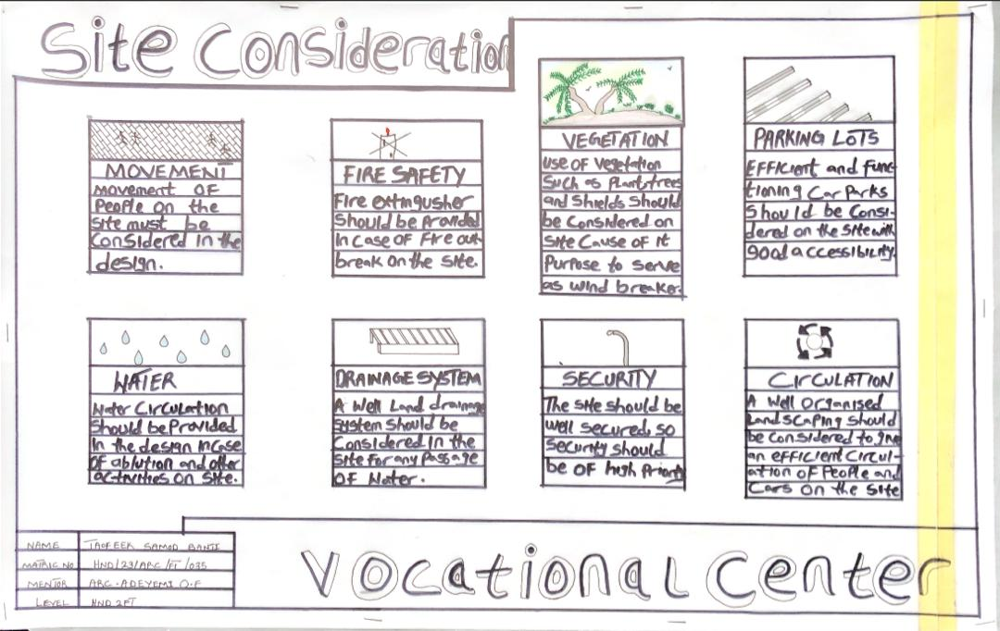 Site Consideration
MOVEMENT
movement OF
People on the
site must be
Considered in the
design.
FIRE SAFETY
Fire extingusher
Should be Provided
in Case of Fire out
break on the Site.
VEGETATION
use of Vegetation
Such as Plants, trees
and Shields Should
be Considered on
Site Cause of it
Purpose to Serve
as wind breaker
PARKING LOTS
EFFicient and func
tioning Car Parks
Should be Consi-
dered on the Site with
good accessibility.
WATER
Water Circulation
Should be Provided
in the design incase
of ablution and other
activities on Site.
DRAINAGE SYSTEM
A Well Land drainage
System Should be
Considered in the
Site for any Passage
OF Water.
SECURITY
The site should be
well secured, so
Security should
be of high Priority
CIRCULATION
A Well Organised
Landscaping Should
be Considered to give
an efficient Circul-
ation of People and
Cars on the Site
NAME TAOFEEK SAMOD BANJI
MATRIC NO HND/23/ARC/FT/035
MENTOR ARC. ADEYEMI O.F
LEVEL HND 2FT
Vocational Center